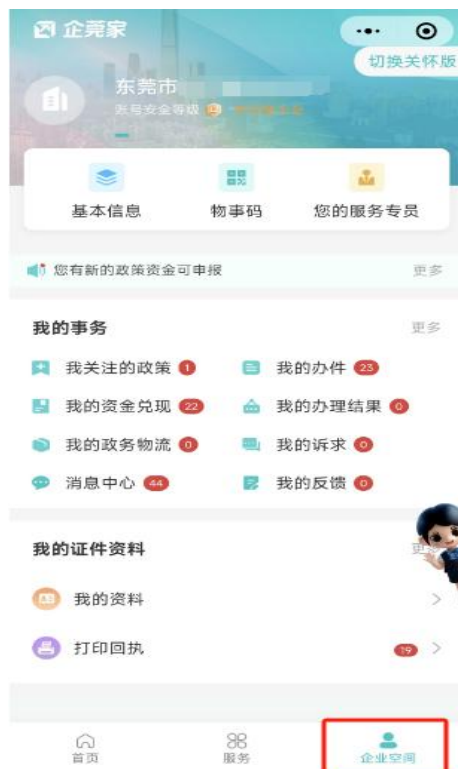 企莞家
切换关怀版
东莞市
账号安全等级
基本信息 物事码 您的服务专员
您有新的政策资金可申报 更多
我的事务 更多
我关注的政策 1 我的办件 23
我的资金兑现 22 我的办理结果 0
我的政务物流 0 我的诉求 0
消息中心 44 我的反馈 0
我的证件资料
我的资料
打印回执 19
首页 服务 企业空间